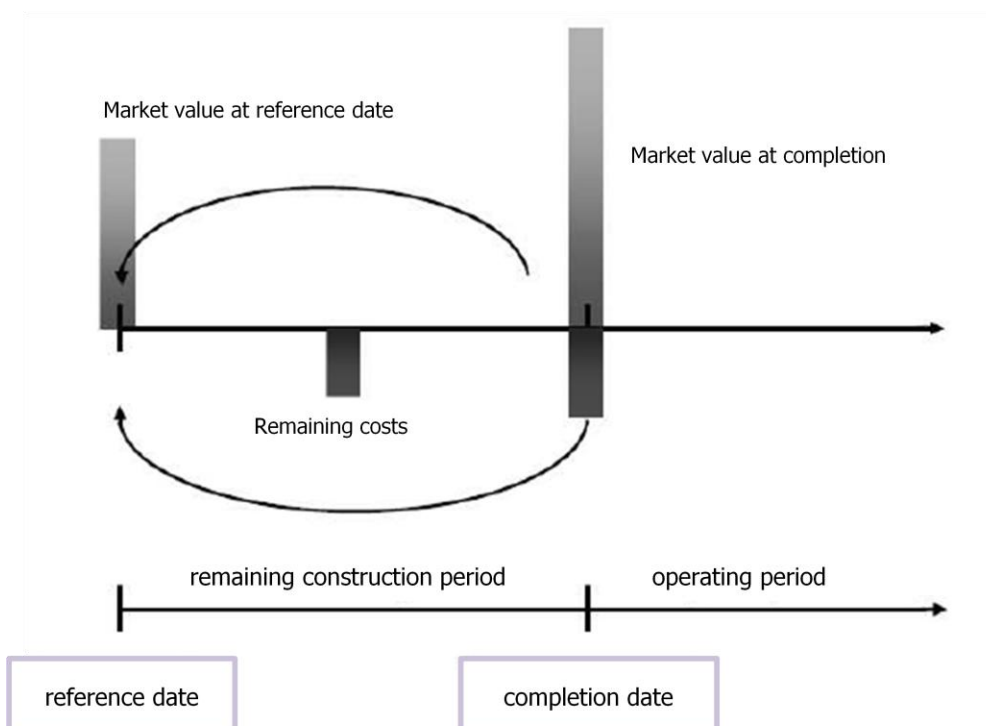 Market value at reference date
Market value at completion
Remaining costs
remaining construction period
operating period
reference date
completion date